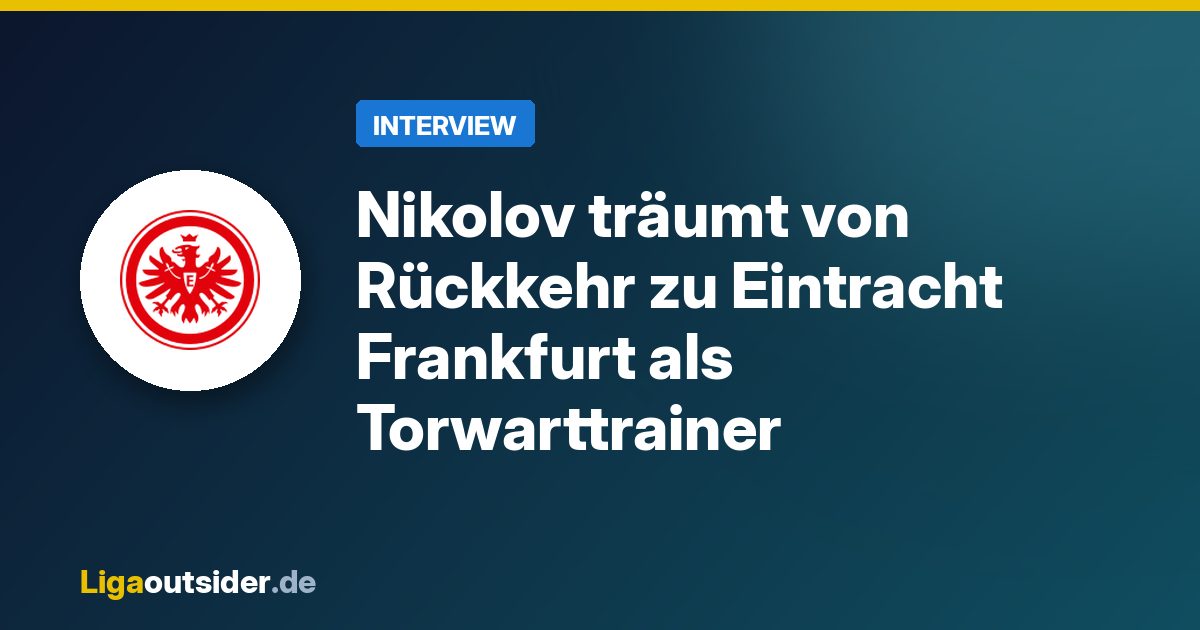 INTERVIEW
Nikolov träumt von
Rückkehr zu Eintracht
Frankfurt als
Torwarttrainer
E
Ligaoutsider.de